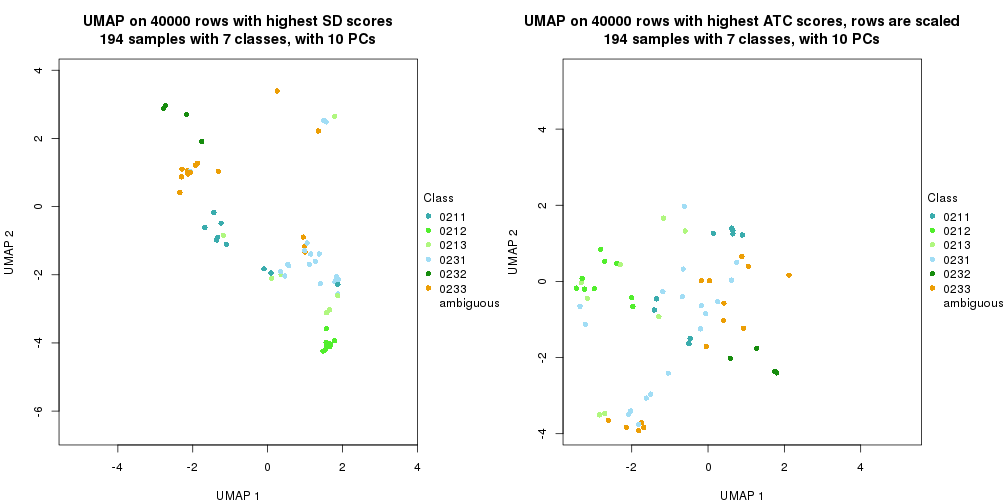 UMAP on 40000 rows with highest SD scores
194 samples with 7 classes, with 10 PCs
4
2
0
-2
-4
-6
UMAP 2
-4
-2
0
2
4
UMAP 1
Class
0211
0212
0213
0231
0232
0233
ambiguous
UMAP on 40000 rows with highest ATC scores, rows are scaled
194 samples with 7 classes, with 10 PCs
4
2
0
-2
-4
UMAP 2
-2
0
2
4
UMAP 1
Class
0211
0212
0213
0231
0232
0233
ambiguous